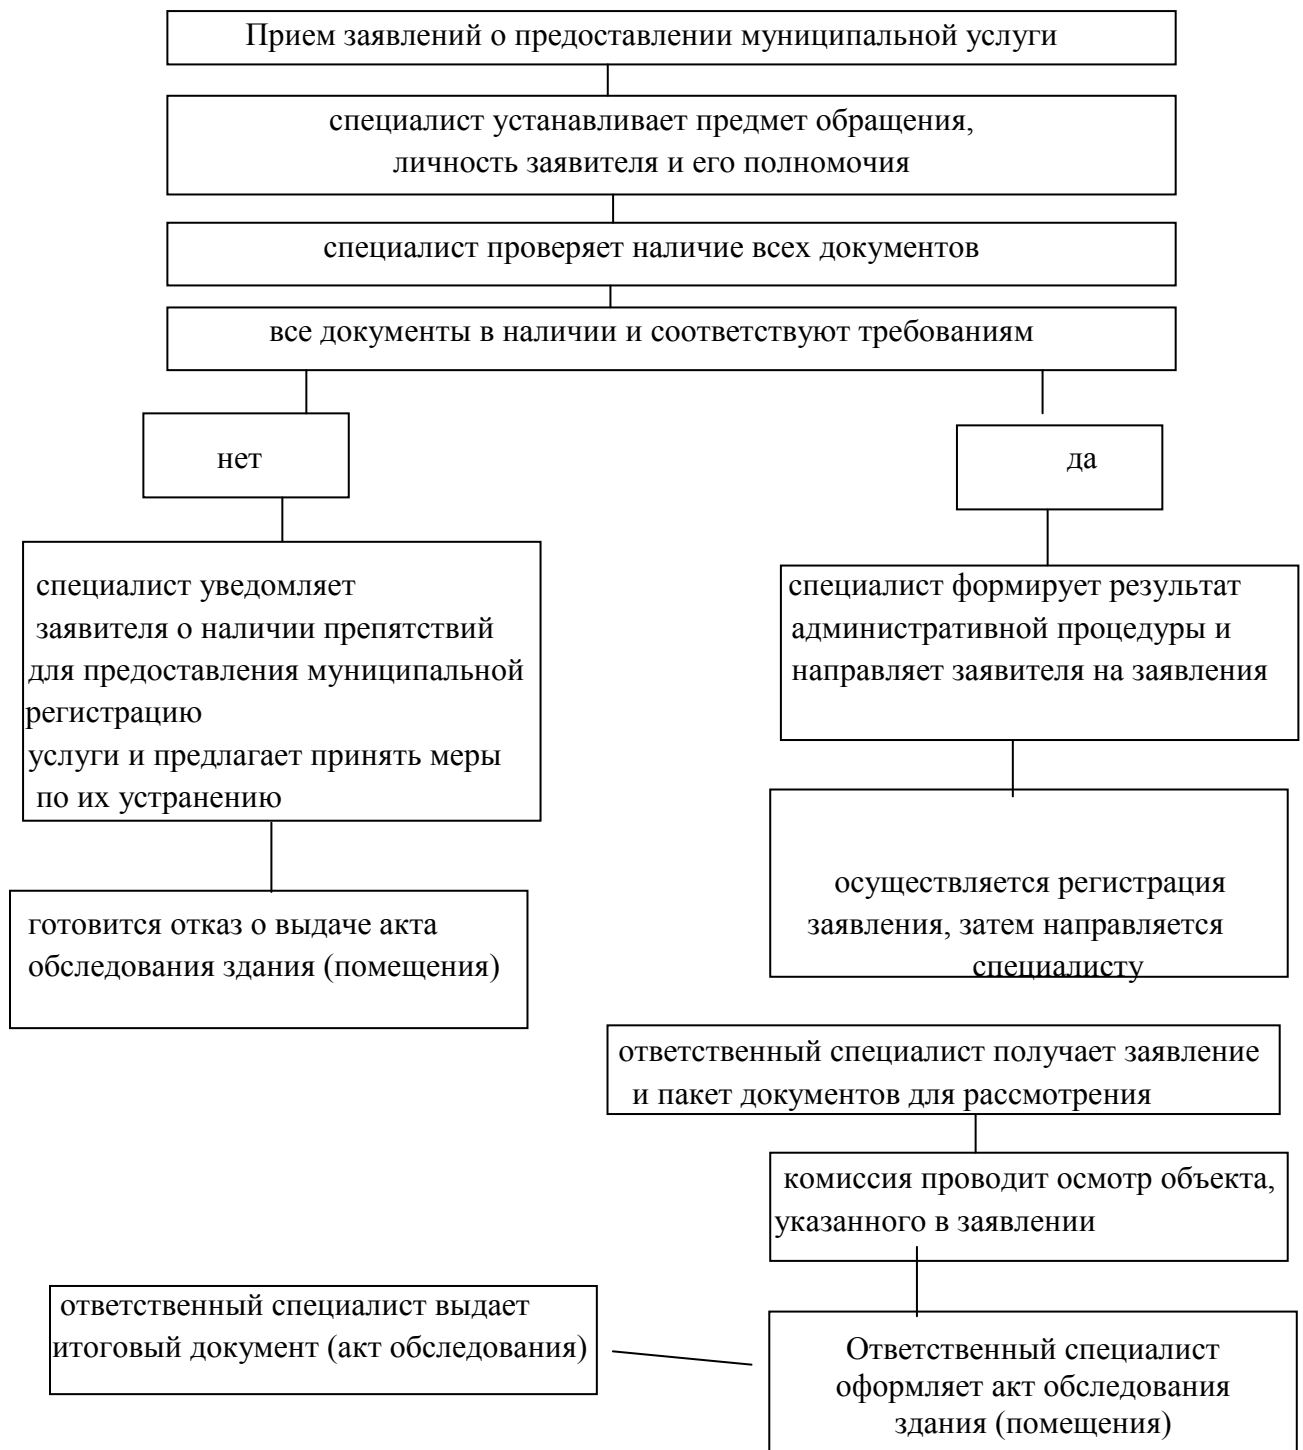 Прием заявлений о предоставлении муниципальной услуги
специалист устанавливает предмет обращения,
личность заявителя и его полномочия
специалист проверяет наличие всех документов
все документы в наличии и соответствуют требованиям
нет
да
специалист уведомляет
заявителя о наличии препятствий
для предоставления муниципальной
регистрацию
услуги и предлагает принять меры
по их устранению
специалист формирует результат
административной процедуры и
направляет заявителя на заявления
готовится отказ о выдаче акта
обследования здания (помещения)
осуществляется регистрация
заявления, затем направляется
специалисту
ответственный специалист получает заявление
и пакет документов для рассмотрения
комиссия проводит осмотр объекта,
указанного в заявлении
ответственный специалист выдает
итоговый документ (акт обследования)
Ответственный специалист
оформляет акт обследования
здания (помещения)